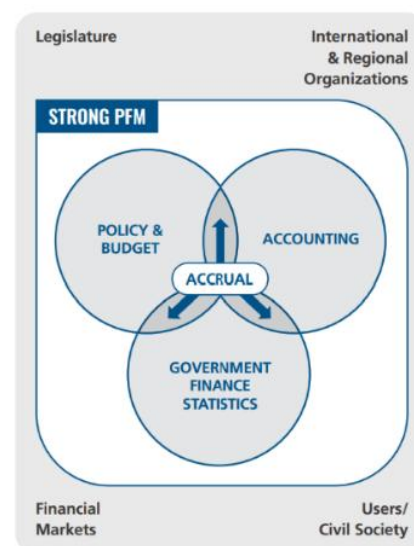 Legislature
International
& Regional
Organizations
STRONG PFM
POLICY &
BUDGET
ACCOUNTING
ACCRUAL
GOVERNMENT
FINANCE
STATISTICS
Financial
Markets
Users/
Civil Society